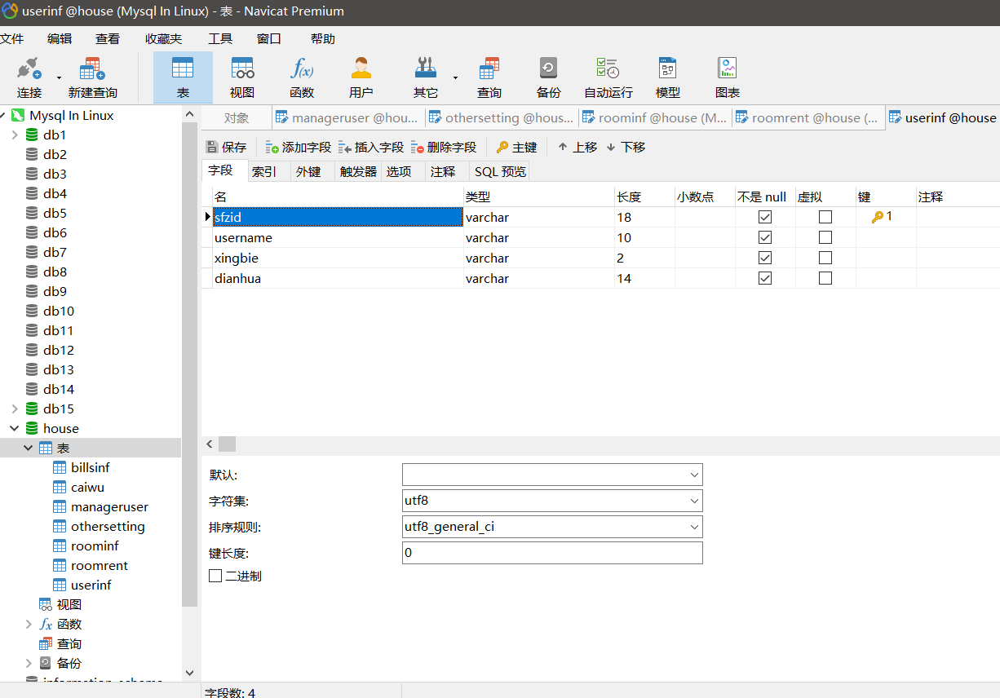 userinf @house (Mysql In Linux) - 表 - Navicat Premium
文件 编辑 查看 收藏夹 工具 窗口 帮助
连接 新建查询 表 视图 f(x) 函数 用户 其它 查询 备份 自动运行 模型 图表
Mysql In Linux
db1
db2
db3
db4
db5
db6
db7
db8
db9
db10
db11
db12
db13
db14
db15
house
表
billsinf
caiwu
manageruser
othersetting
roominf
roomrent
userinf
视图
fx 函数
查询
备份
information_schema
对象 manageruser @hou... othersetting @hous... roominf @house (M... roomrent @house (... userinf @house
保存 添加字段 插入字段 删除字段 主键 上移 下移
字段 索引 外键 触发器 选项 注释 SQL 预览
名 类型 长度 小数点 不是 null 虚拟 键 注释
sfzid varchar 18 1
username varchar 10
xingbie varchar 2
dianhua varchar 14
默认:
字符集: utf8
排序规则: utf8_general_ci
键长度: 0
二进制
字段数: 4